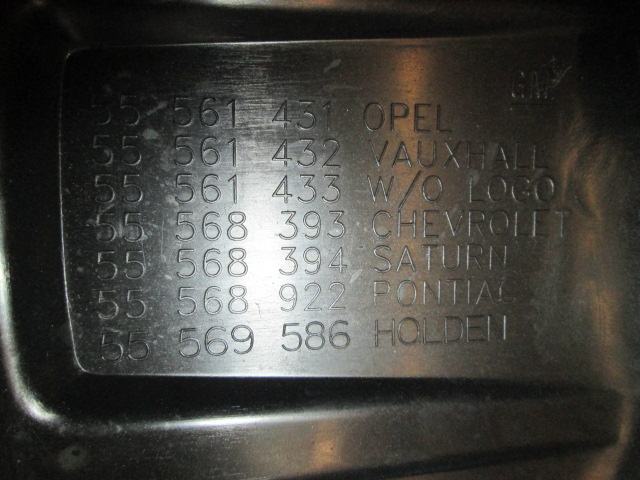 GM
55 561 431 OPEL
55 561 432 VAUXHALL
55 561 433 W/O LOGO
55 568 393 CHEVROLET
55 568 394 SATURN
55 568 922 PONTIAC
55 569 586 HOLDEN